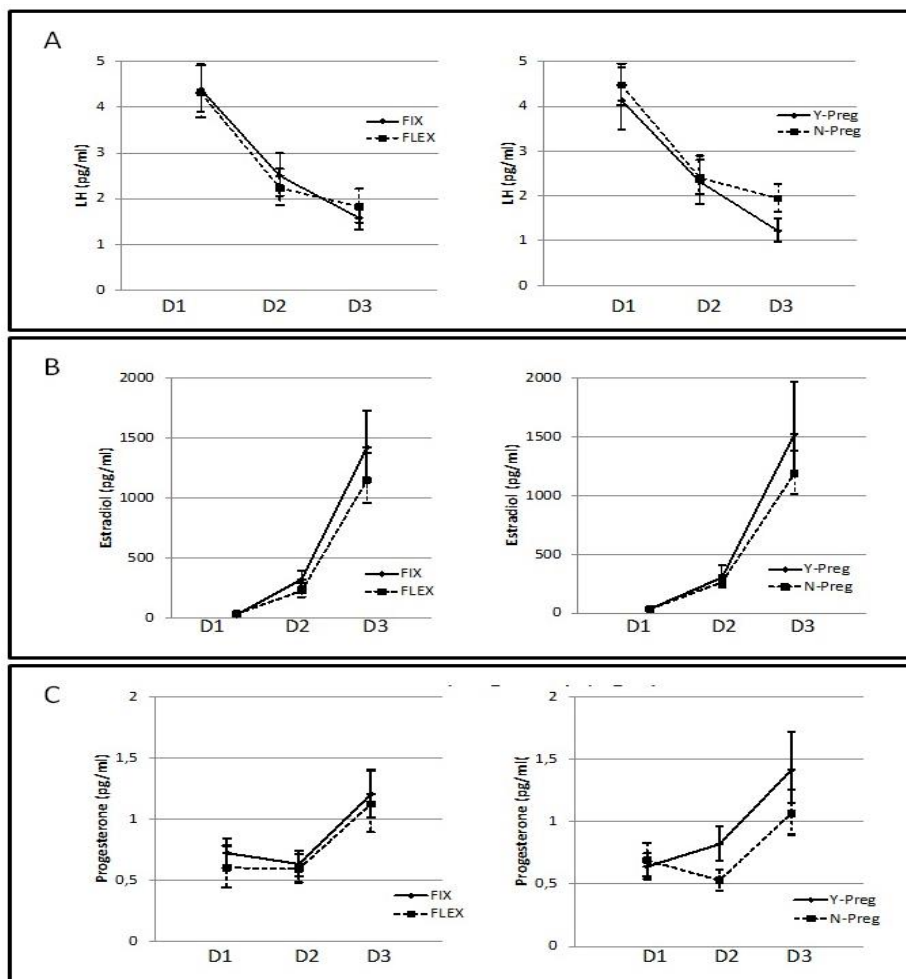 A
LH (pg/ml)
5
4
3
2
1
0
D1 D2 D3
FIX
FLEX
LH (pg/ml)
5
4
3
2
1
0
D1 D2 D3
Y-Preg
N-Preg
B
Estradiol (pg/ml)
2000
1500
1000
500
0
D1 D2 D3
FIX
FLEX
Estradiol (pg/ml)
2000
1500
1000
500
0
D1 D2 D3
Y-Preg
N-Preg
C
Progesterone (pg/ml)
2
1,5
1
0,5
0
D1 D2 D3
FIX
FLEX
Progesterone (pg/ml(
2
1,5
1
0,5
0
D1 D2 D3
Y-Preg
N-Preg